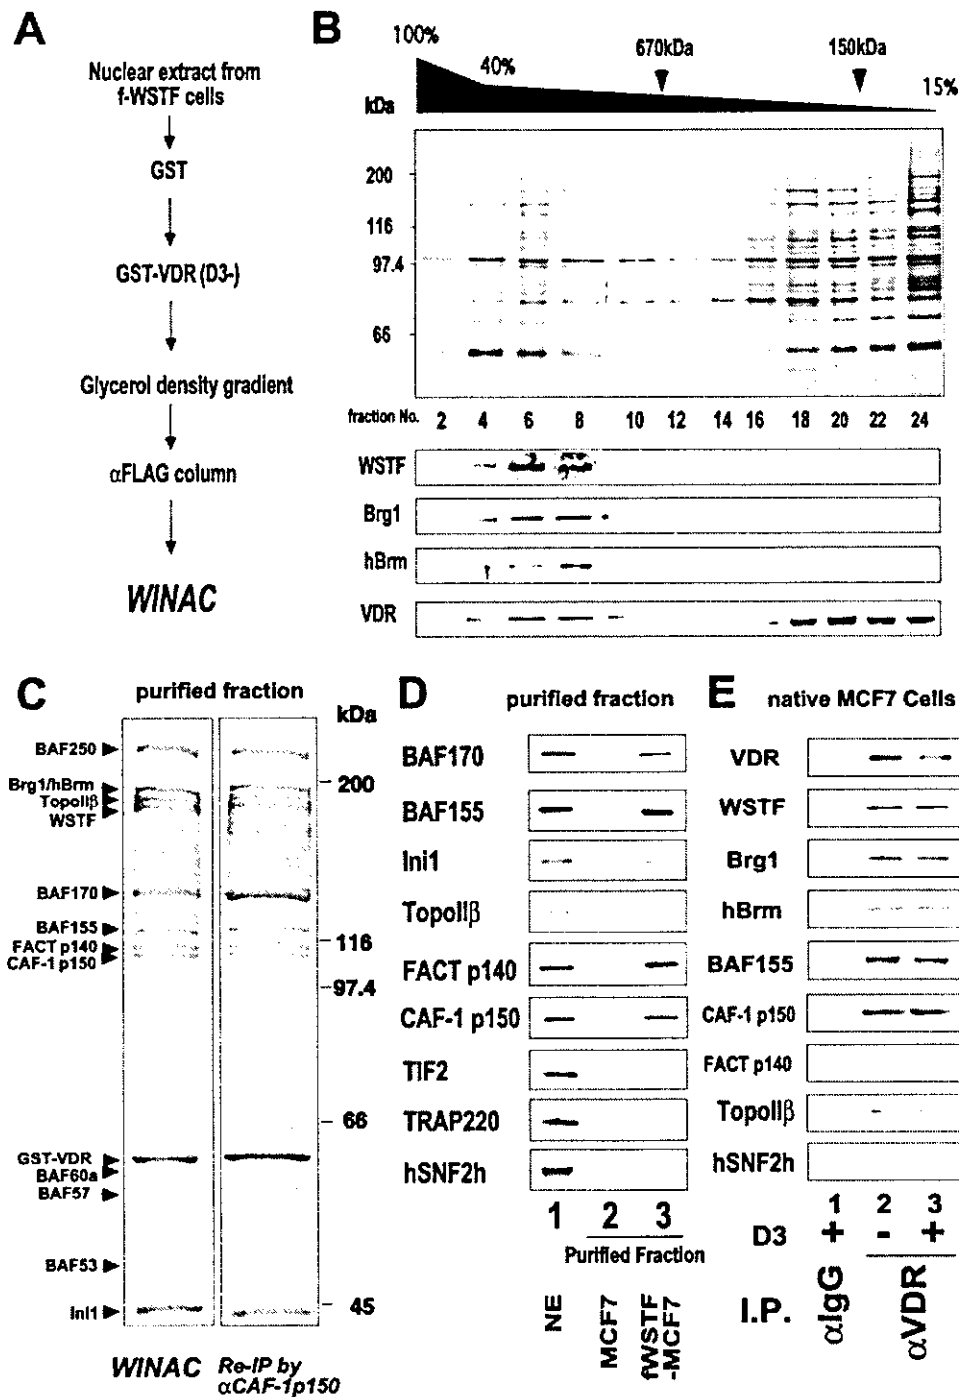 A
Nuclear extract from
f-WSTF cells
GST
GST-VDR (D3-)
Glycerol density gradient
αFLAG column
WINAC
B
100%
40%
670kDa
150kDa
15%
kDa
200
116
97.4
66
fraction No. 2 4 6 8 10 12 14 16 18 20 22 24
WSTF
Brg1
hBrm
VDR
C
purified fraction
kDa
BAF250
Brg1/hBrm
TopoIIβ
WSTF
BAF170
BAF155
FACT p140
CAF-1 p150
GST-VDR
BAF60a
BAF57
BAF53
Ini1
200
116
97.4
66
45
WINAC
Re-IP by
αCAF-1p150
D
purified fraction
BAF170
BAF155
Ini1
TopoIIβ
FACT p140
CAF-1 p150
TIF2
TRAP220
hSNF2h
1 2 3
Purified Fraction
NE
MCF7
fWSTF
-MCF7
E
native MCF7 Cells
VDR
WSTF
Brg1
hBrm
BAF155
CAF-1 p150
FACT p140
TopoIIβ
hSNF2h
1 2 3
D3 + - +
I.P.
αIgG
αVDR